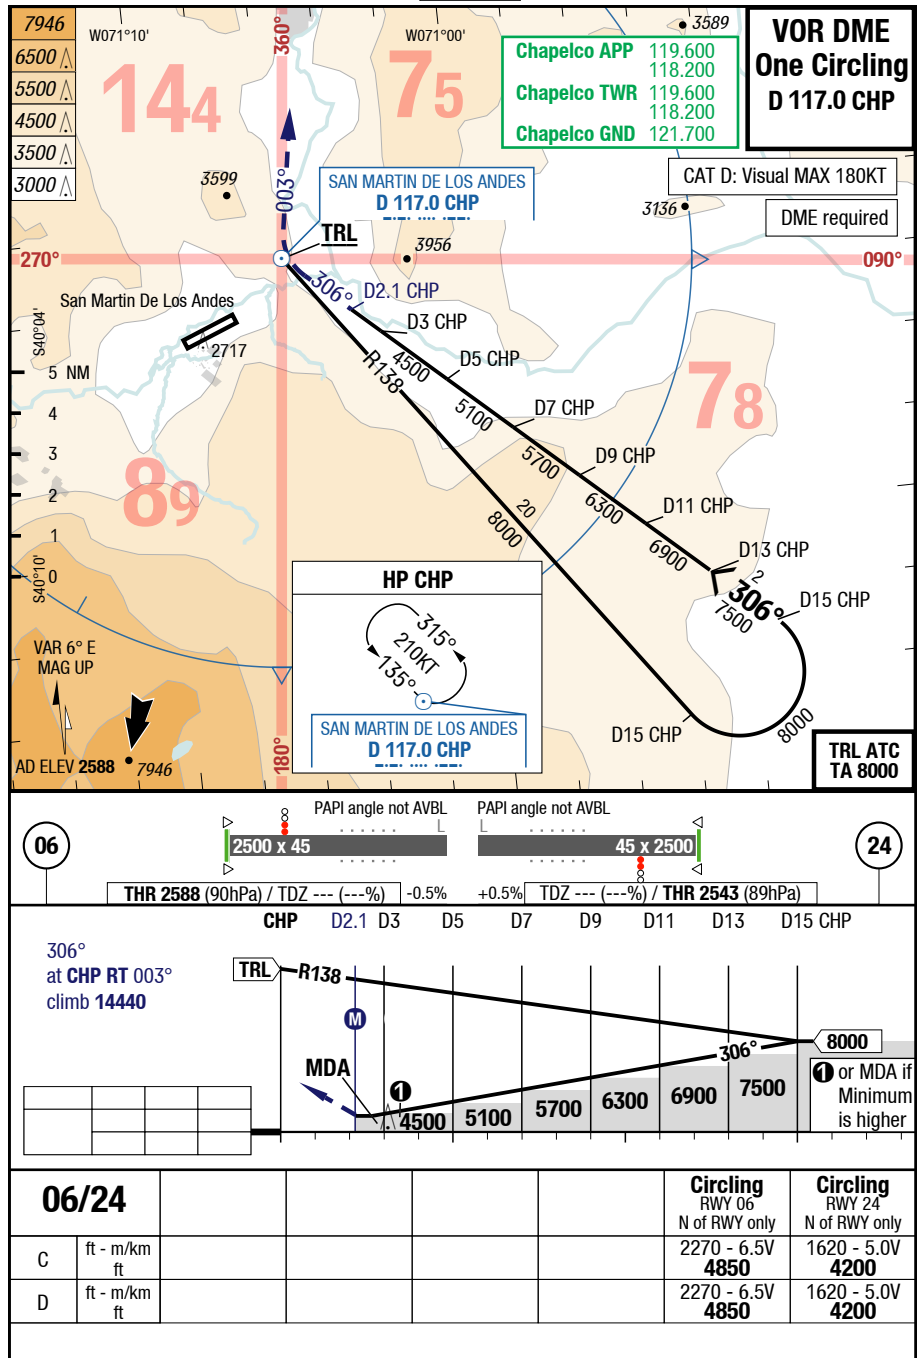 7946
6500
5500
4500
3500
3000
W071°10'
360°
W071°00'
3589
14 4
7 5
Chapelco APP 119.600
118.200
Chapelco TWR 119.600
118.200
Chapelco GND 121.700
VOR DME
One Circling
D 117.0 CHP
CAT D: Visual MAX 180KT
DME required
3599
003°
SAN MARTIN DE LOS ANDES
D 117.0 CHP
3136
TRL
3956
270°
090°
306°
D2.1 CHP
San Martin De Los Andes
S40°04'
2717
D3 CHP
4500
R138
D5 CHP
5 NM
4
3
2
1
0
5100
D7 CHP
7 8
8 9
5700
D9 CHP
20
8000
6300
D11 CHP
6900
D13 CHP
2
306°
7500
D15 CHP
S40°10'
HP CHP
315°
210KT
135°
SAN MARTIN DE LOS ANDES
D 117.0 CHP
VAR 6° E
MAG UP
D15 CHP
8000
AD ELEV 2588
7946
180°
TRL ATC
TA 8000
PAPI angle not AVBL
PAPI angle not AVBL
06
2500 x 45
45 x 2500
24
THR 2588 (90hPa) / TDZ --- (---%)
-0.5%
+0.5%
TDZ --- (---%) / THR 2543 (89hPa)
CHP D2.1 D3 D5 D7 D9 D11 D13 D15 CHP
306°
at CHP RT 003°
climb 14440
TRL
R138
M
306°
8000
MDA
1
4500 5100 5700 6300 6900 7500
1 or MDA if
Minimum
is higher
06/24
Circling
RWY 06
N of RWY only
Circling
RWY 24
N of RWY only
C
ft - m/km
ft
2270 - 6.5V
4850
1620 - 5.0V
4200
D
ft - m/km
ft
2270 - 6.5V
4850
1620 - 5.0V
4200